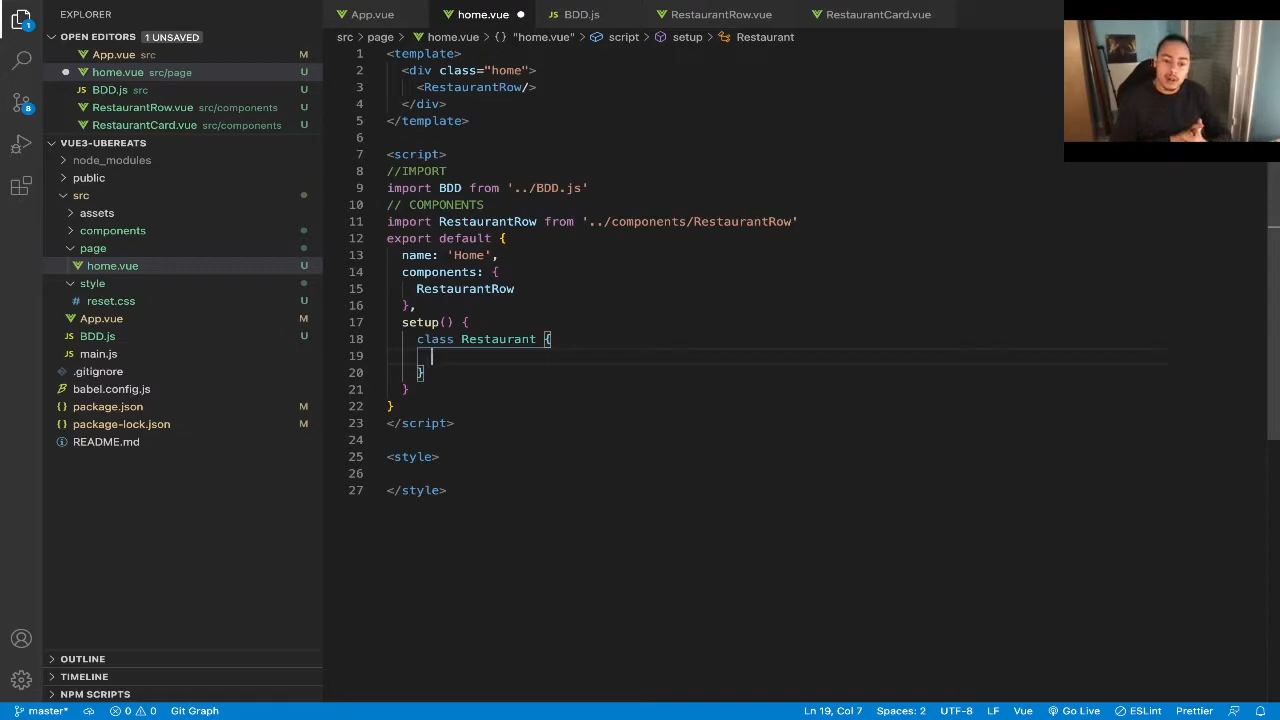 EXPLORER
OPEN EDITORS 1 UNSAVED
App.vue src M
home.vue src/page U
BDD.js src U
RestaurantRow.vue src/components U
RestaurantCard.vue src/components U
VUE3-UBEREATS
node_modules
public
src
assets
components
page
home.vue U
style
reset.css U
App.vue M
BDD.js U
main.js
.gitignore
babel.config.js
package.json M
package-lock.json M
README.md
OUTLINE
TIMELINE
NPM SCRIPTS
1
8
App.vue
home.vue
BDD.js
RestaurantRow.vue
RestaurantCard.vue
src > page > home.vue > {} "home.vue" > script > setup > Restaurant
1 <template>
2 <div class="home">
3 <RestaurantRow/>
4 </div>
5 </template>
6
7 <script>
8 //IMPORT
9 import BDD from '../BDD.js'
10 // COMPONENTS
11 import RestaurantRow from '../components/RestaurantRow'
12 export default {
13 name: 'Home',
14 components: {
15 RestaurantRow
16 },
17 setup() {
18 class Restaurant {
19
20 }
21 }
22 }
23 </script>
24
25 <style>
26
27 </style>
master* 0 0 Git Graph
Ln 19, Col 7 Spaces: 2 UTF-8 LF Vue Go Live ESLint Prettier